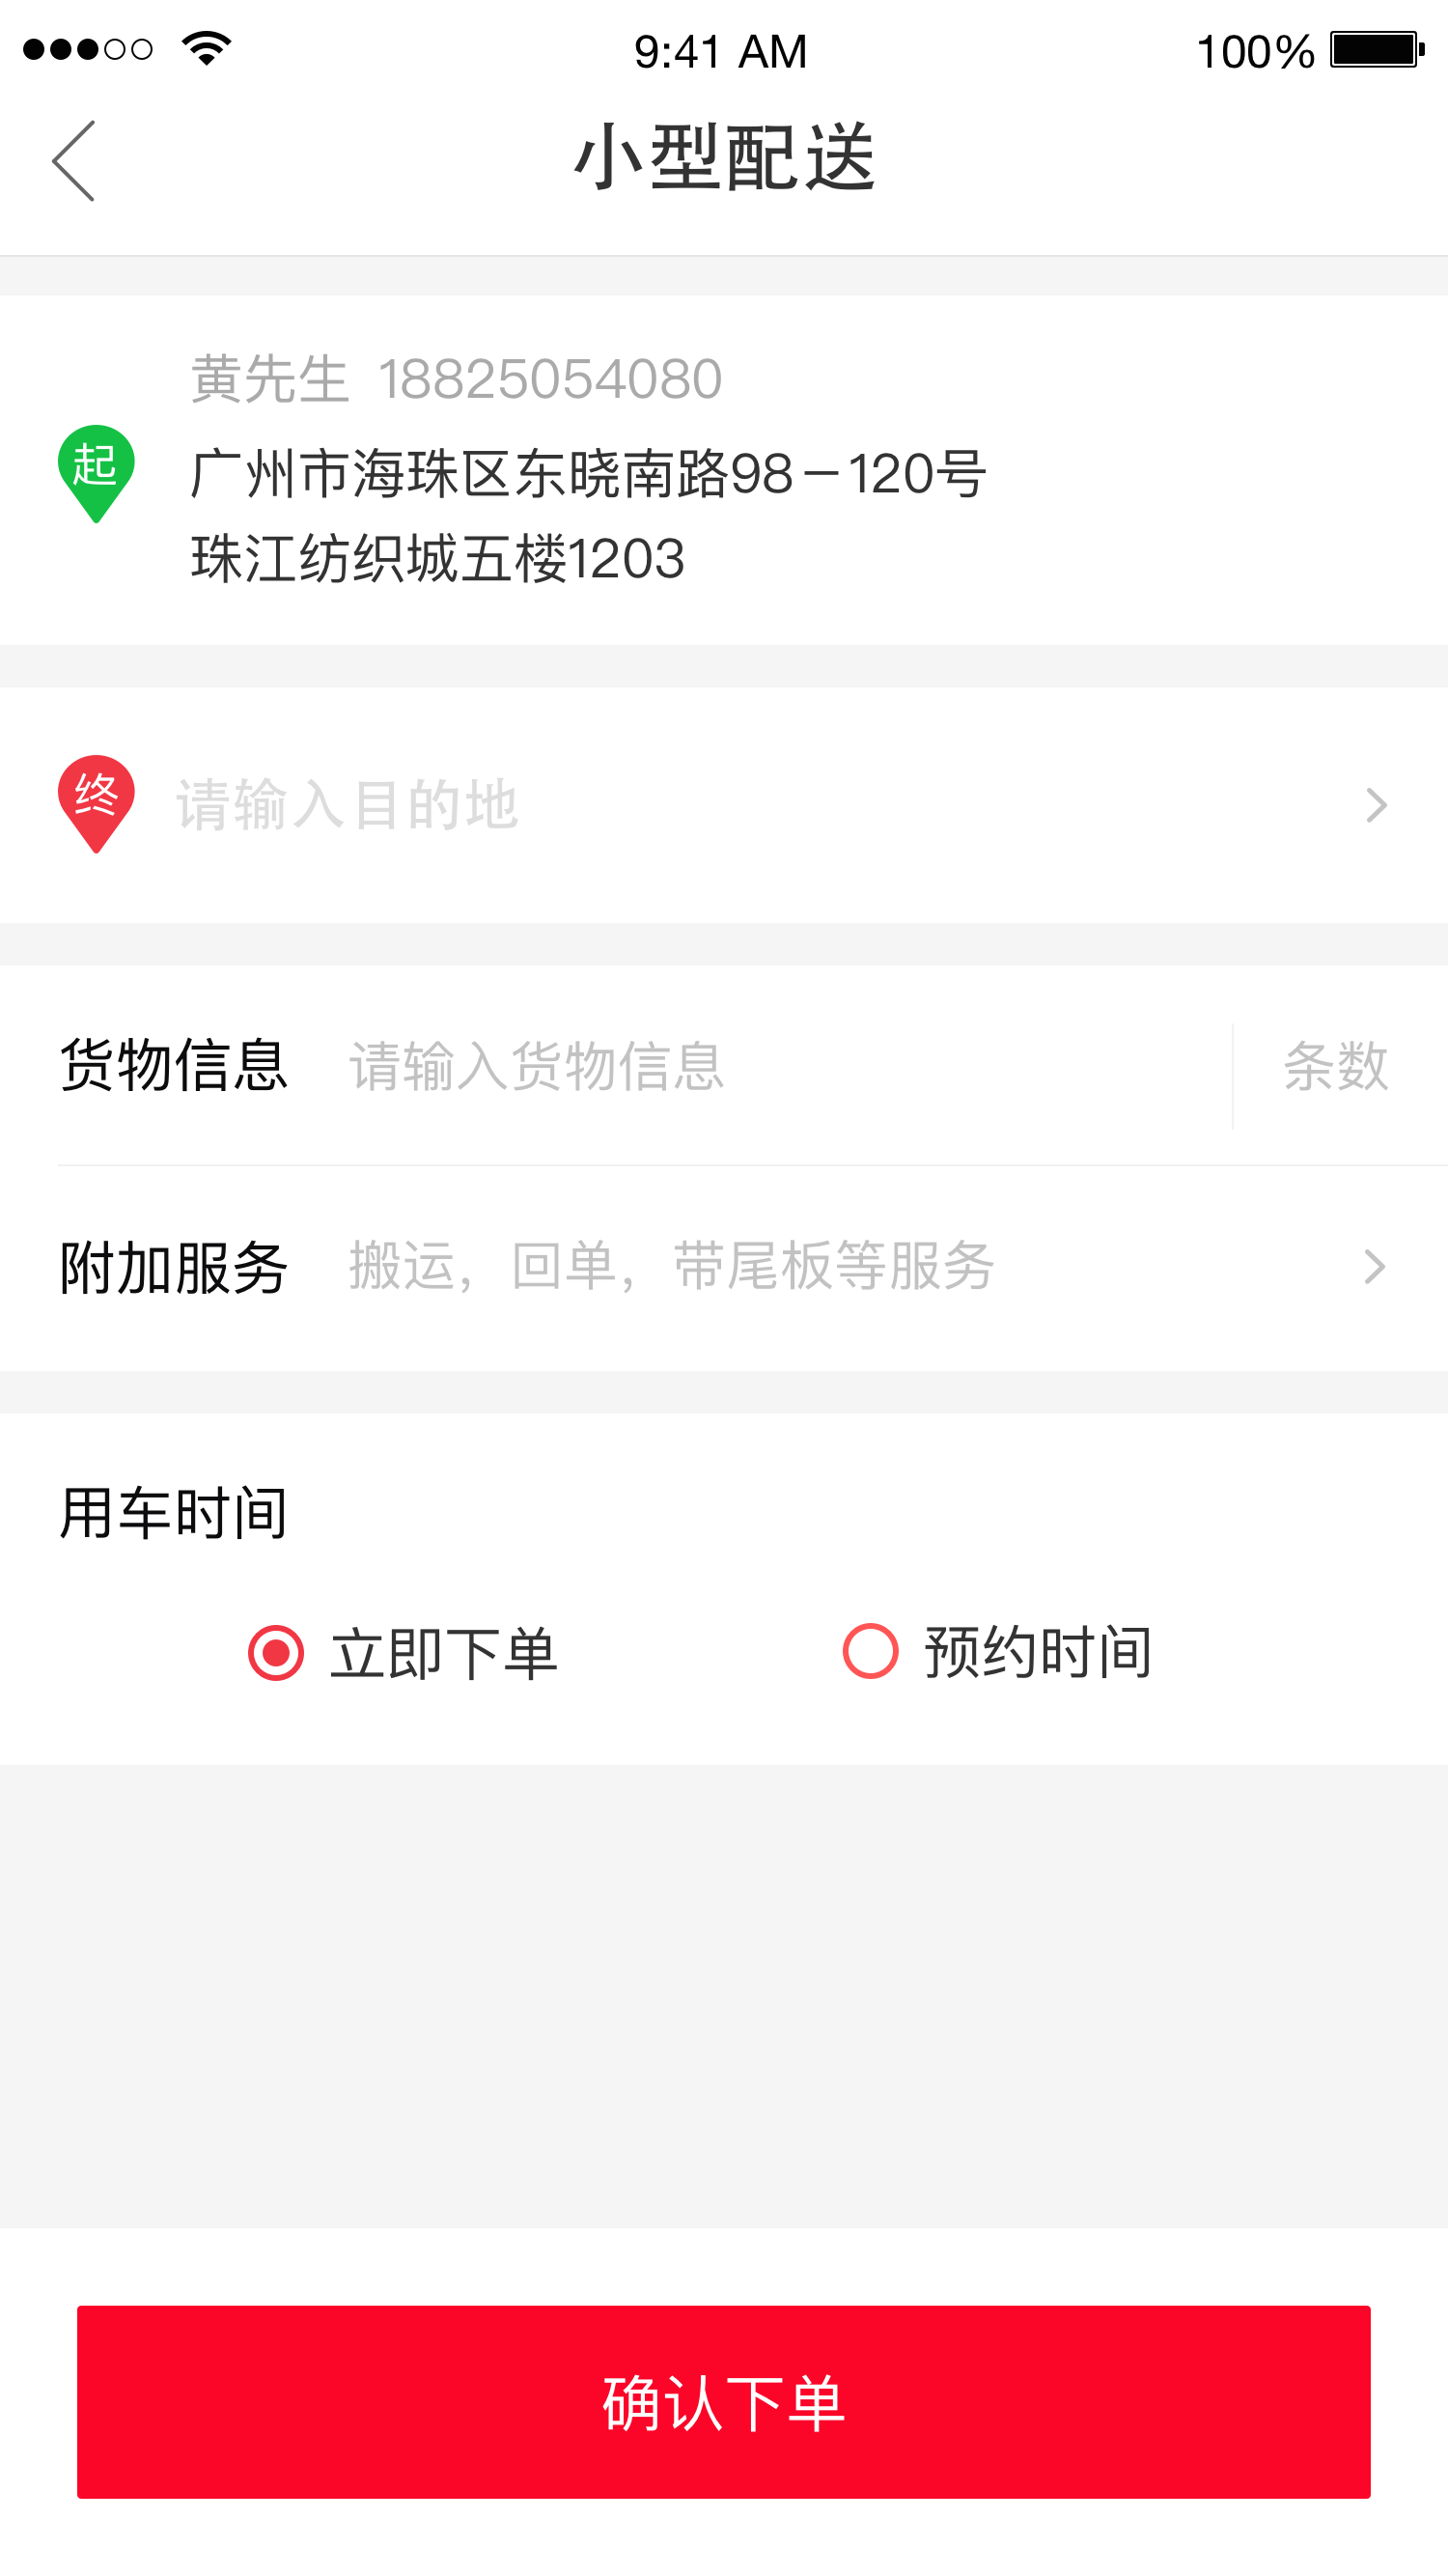 9:41 AM 100%
小型配送
黄先生 18825054080
起
广州市海珠区东晓南路98－120号
珠江纺织城五楼1203
终 请输入目的地
货物信息 请输入货物信息 条数
附加服务 搬运，回单，带尾板等服务
用车时间
立即下单 预约时间
确认下单